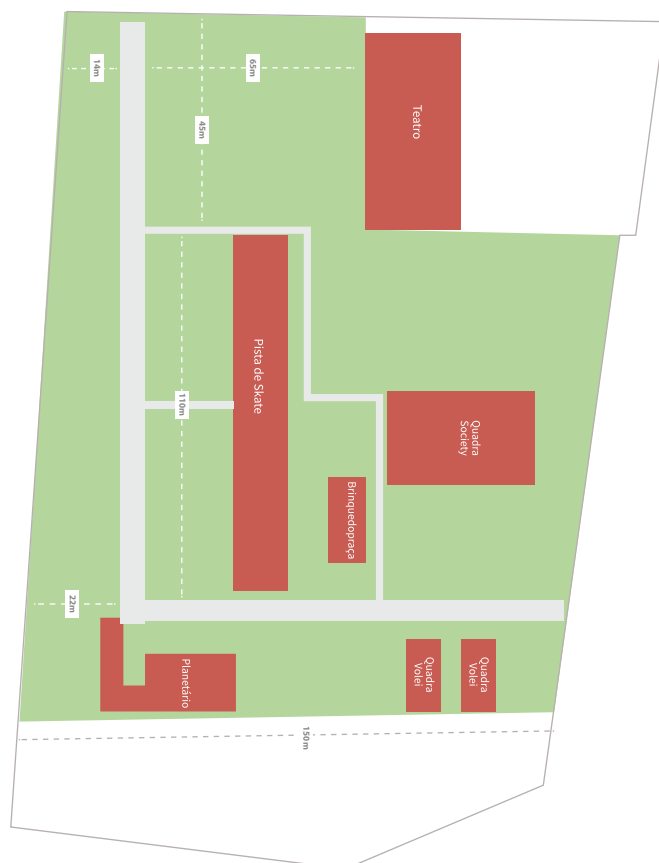 14m
65m
45m
Teatro
Pista de Skate
110m
Quadra
Society
Brinquedopraça
22m
Planetário
Quadra
Volei
Quadra
Volei
150m